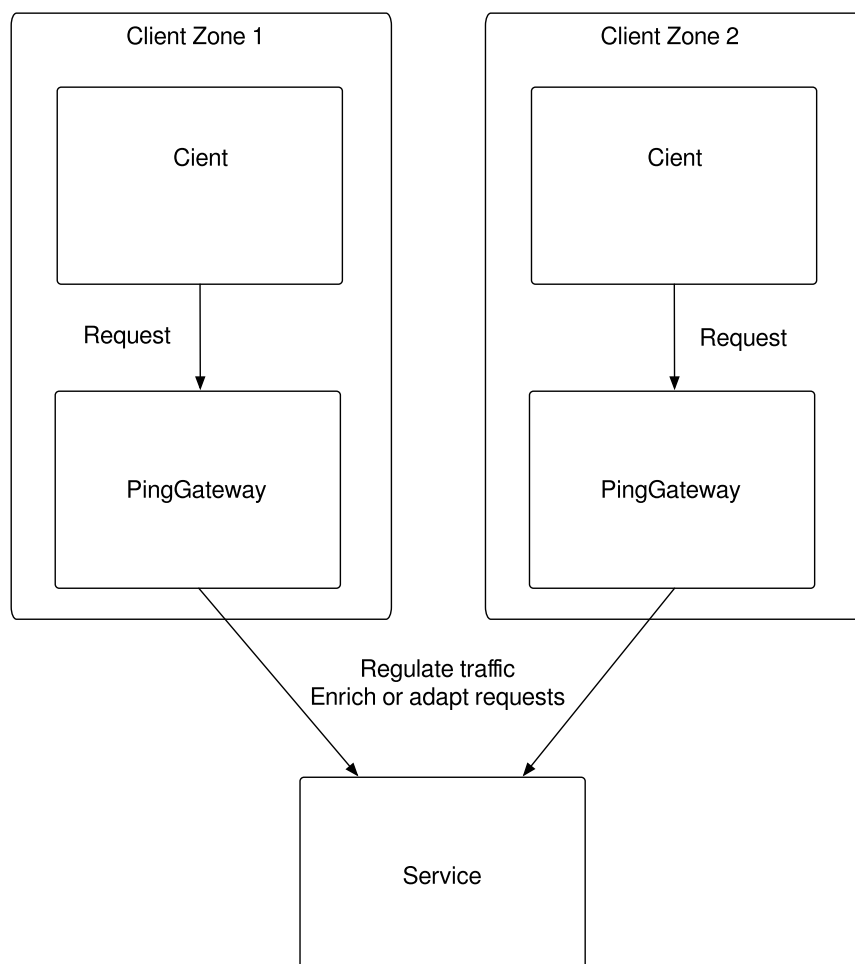 Client Zone 1
Client Zone 2
Cient
Cient
Request
Request
PingGateway
PingGateway
Regulate traffic
Enrich or adapt requests
Service